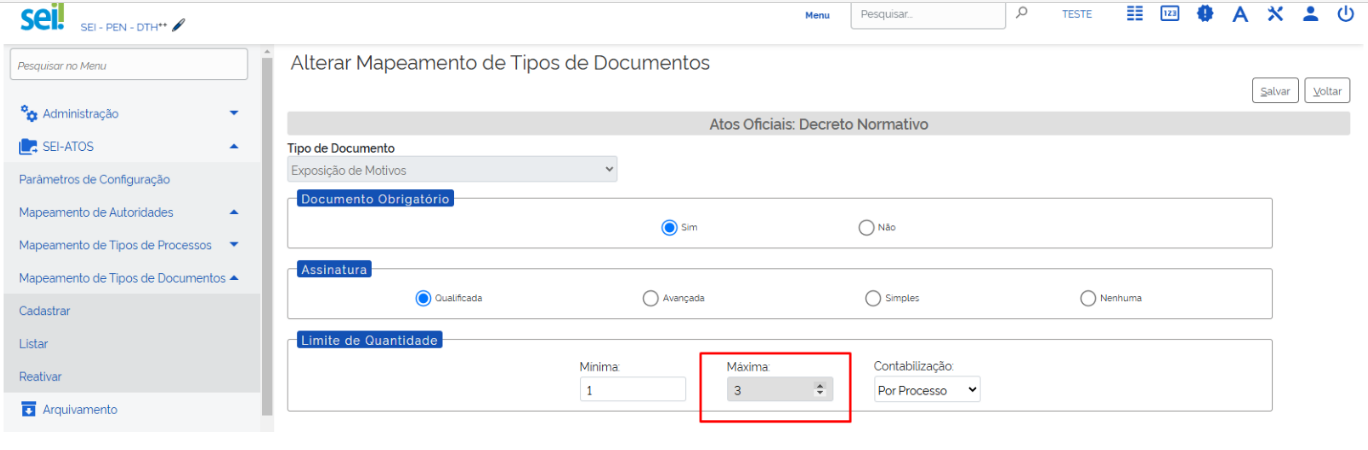 sei!
SEI - PEN - DTH**
Menu
Pesquisar...
TESTE
123
A
Pesquisar no Menu
Administração
SEI-ATOS
Parâmetros de Configuração
Mapeamento de Autoridades
Mapeamento de Tipos de Processos
Mapeamento de Tipos de Documentos
Cadastrar
Listar
Reativar
Arquivamento
Alterar Mapeamento de Tipos de Documentos
Salvar
Voltar
Atos Oficiais: Decreto Normativo
Tipo de Documento
Exposição de Motivos
Documento Obrigatório
Sim
Não
Assinatura
Qualificada
Avançada
Simples
Nenhuma
Limite de Quantidade
Mínima:
1
Máxima:
3
Contabilização:
Por Processo